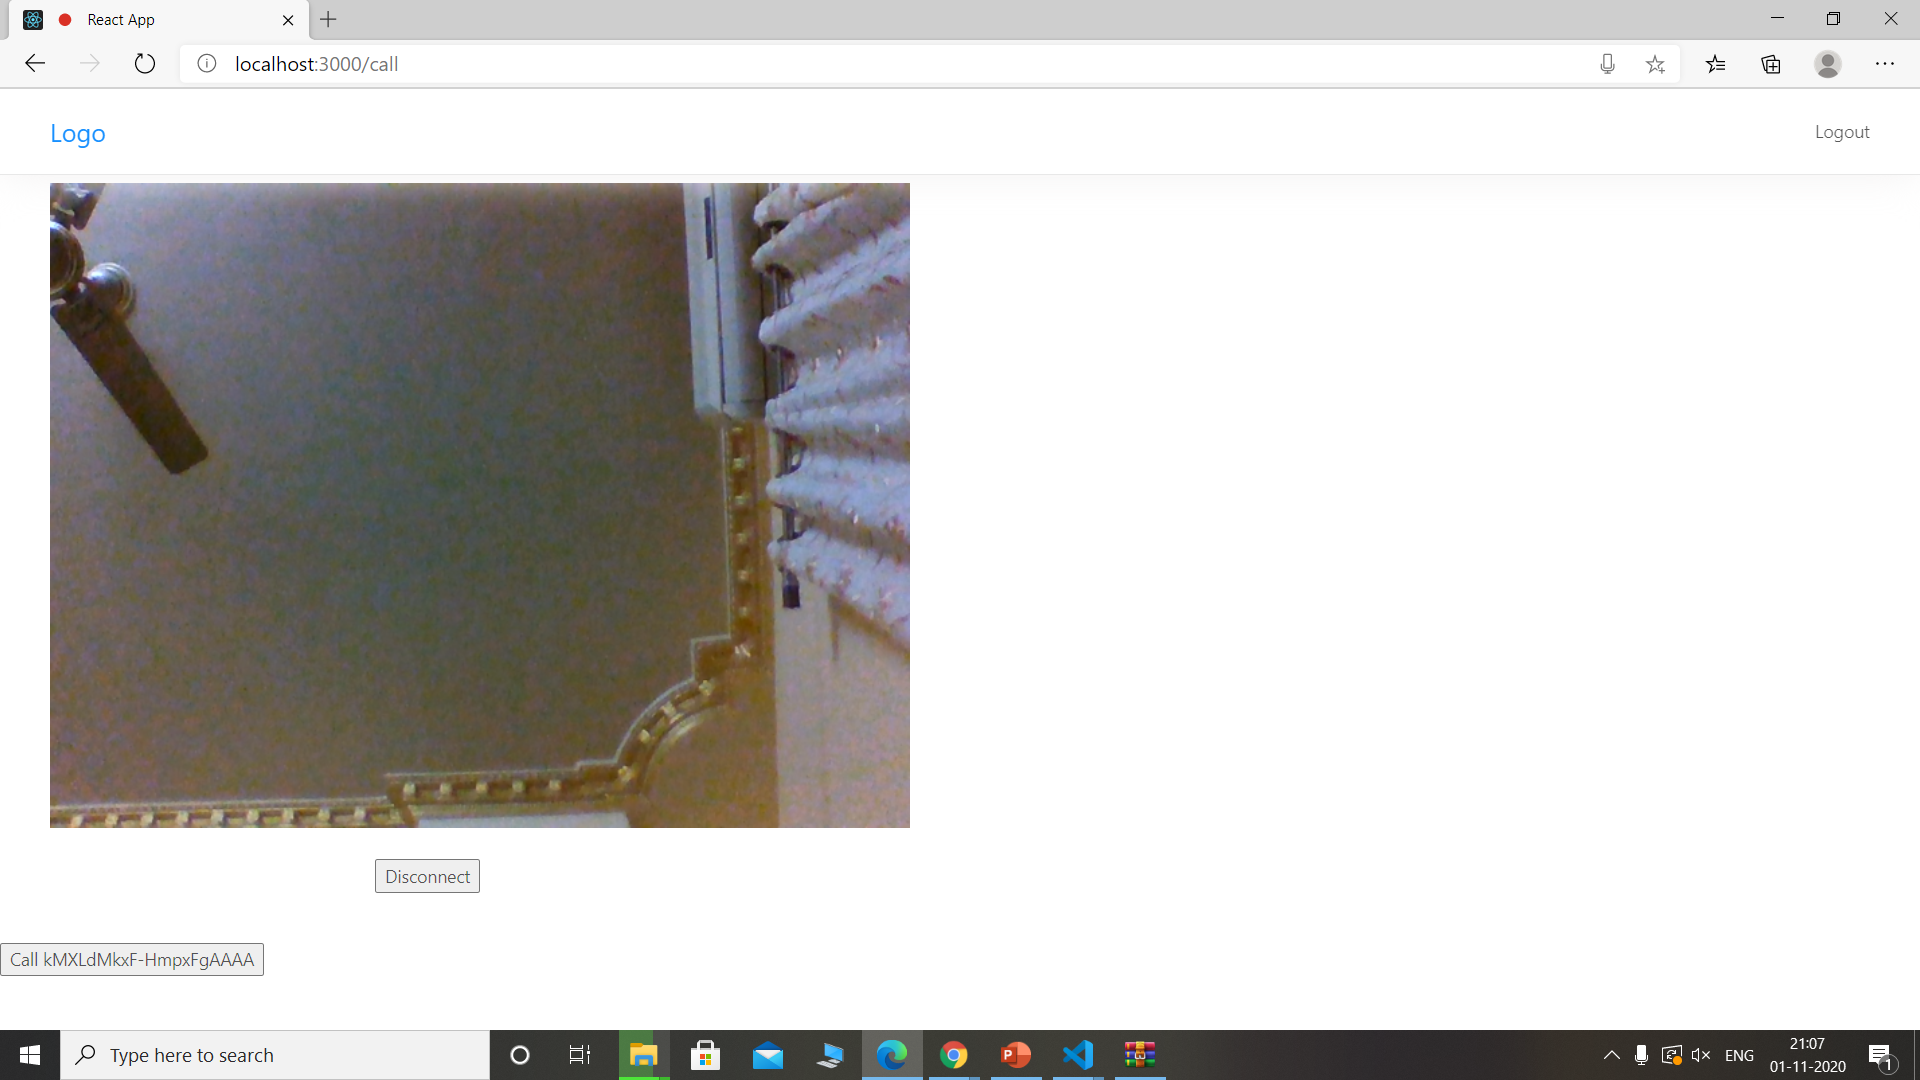 React App
localhost:3000/call
Logo
Logout
Disconnect
Call kMXLdMkxF-HmpxFgAAAA
Type here to search
P
ENG
21:07
01-11-2020
1